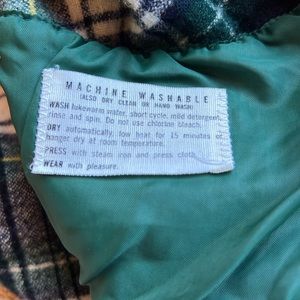 MACHINE WASHABLE
(ALSO DRY CLEAN OR HAND WASH)
WASH lukewarm water, short cycle, mild detergent,
rinse and spin. Do not use chlorine bleach.
DRY automatically, low heat for 15 minutes or
hanger dry at room temperature.
PRESS with steam iron and press cloth.
WEAR with pleasure.